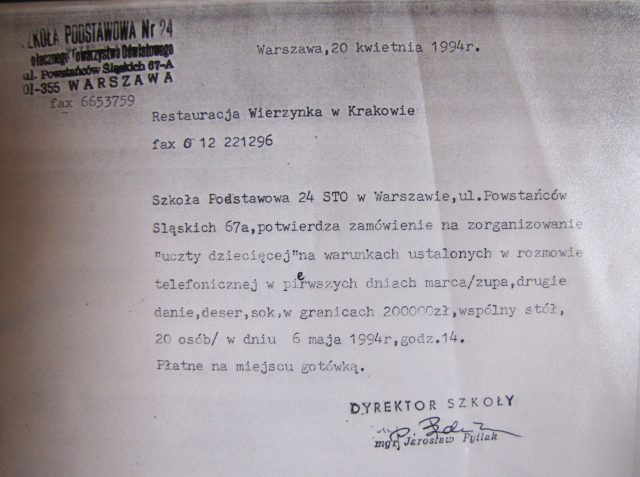 SZKOŁA PODSTAWOWA Nr 24
ołecznego Towarzystwa Oświatowego
ul. Powstańców Śląskich 67-A
01-355 WARSZAWA
fax 6653759
Warszawa,20 kwietnia 1994r.
Restauracja Wierzynka w Krakowie
fax 0 12 221296
Szkoła Podstawowa 24 STO w Warszawie,ul.Powstańców
Śląskich 67a,potwierdza zamówienie na zorganizowanie
"uczty dziecięcej"na warunkach ustalonych w rozmowie
telefonicznej w pierwszych dniach marca/zupa,drugie
danie,deser,sok,w granicach 200000zł,wspólny stół,
20 osób/ w dniu 6 maja 1994r,godz.14.
Płatne na miejscu gotówką.
DYREKTOR SZKOŁY
mgr Jarosław Pytlak